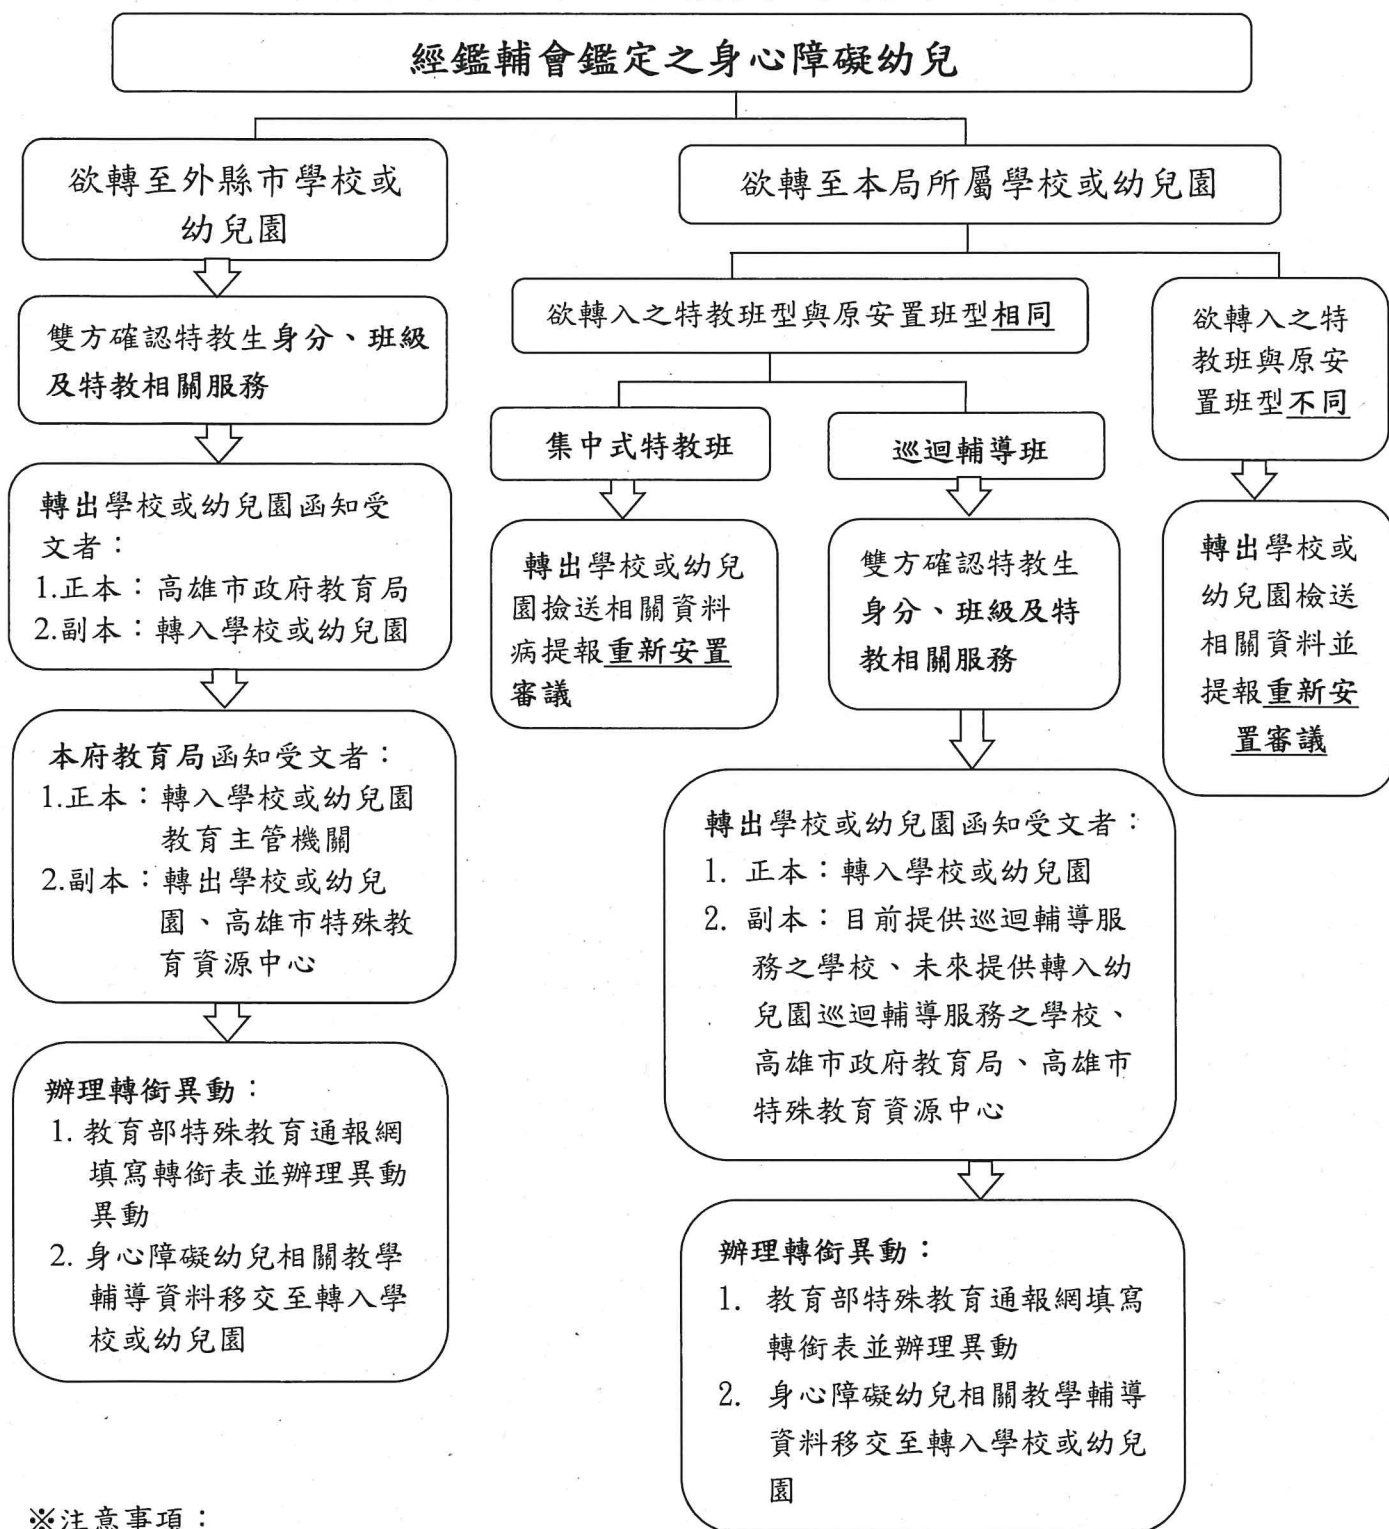 經鑑輔會鑑定之身心障礙幼兒
欲轉至外縣市學校或
幼兒園
雙方確認特教生身分、班級
及特教相關服務
轉出學校或幼兒園函知受
文者：
1.正本：高雄市政府教育局
2.副本：轉入學校或幼兒園
本府教育局函知受文者：
1.正本：轉入學校或幼兒園
教育主管機關
2.副本：轉出學校或幼兒
園、高雄市特殊教
育資源中心
辦理轉銜異動：
1. 教育部特殊教育通報網
填寫轉銜表並辦理異動
異動
2. 身心障礙幼兒相關教學
輔導資料移交至轉入學
校或幼兒園
欲轉至本局所屬學校或幼兒園
欲轉入之特教班型與原安置班型相同
集中式特教班
轉出學校或幼兒
園檢送相關資料
病提報重新安置
審議
巡迴輔導班
雙方確認特教生
身分、班級及特
教相關服務
轉出學校或幼兒園函知受文者：
1. 正本：轉入學校或幼兒園
2. 副本：目前提供巡迴輔導服
務之學校、未來提供轉入幼
兒園巡迴輔導服務之學校、
高雄市政府教育局、高雄市
特殊教育資源中心
辦理轉銜異動：
1. 教育部特殊教育通報網填寫
轉銜表並辦理異動
2. 身心障礙幼兒相關教學輔導
資料移交至轉入學校或幼兒
園
欲轉入之特
教班與原安
置班型不同
轉出學校或
幼兒園檢送
相關資料並
提報重新安
置審議
※注意事項：